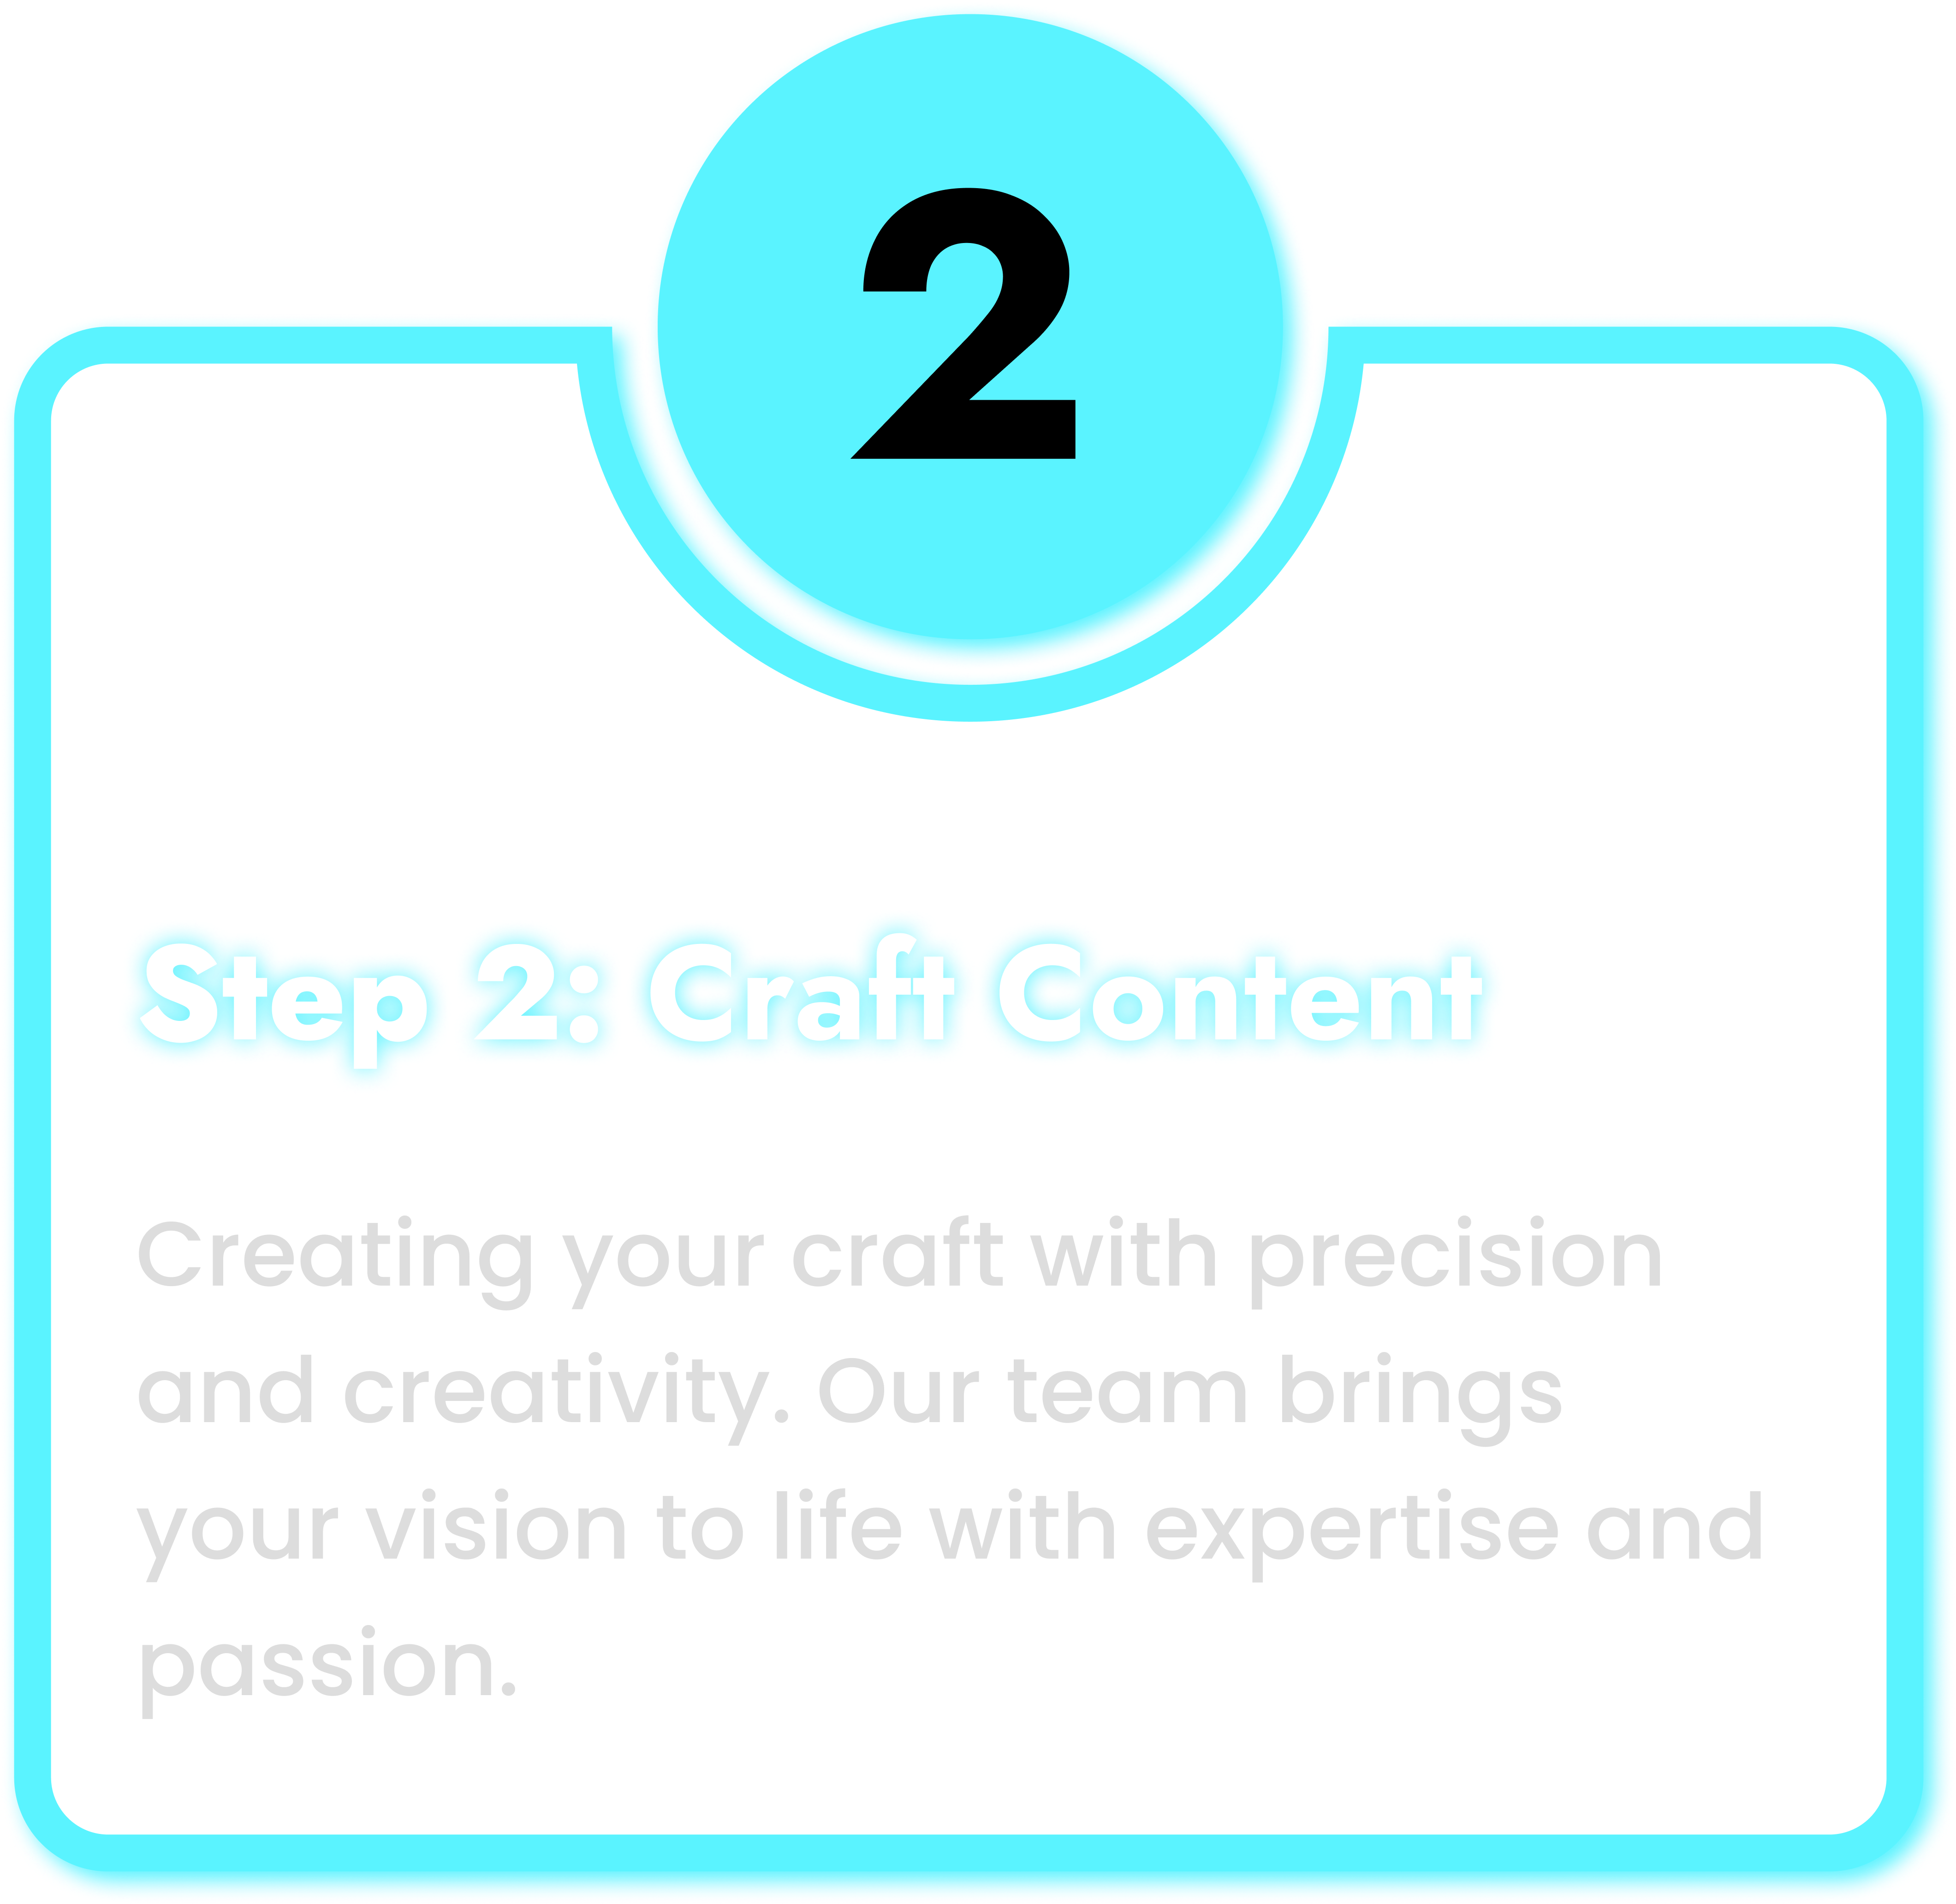 2
Step 2: Craft Content
Creating your craft with precision
and creativity. Our team brings
your vision to life with expertise and
passion.